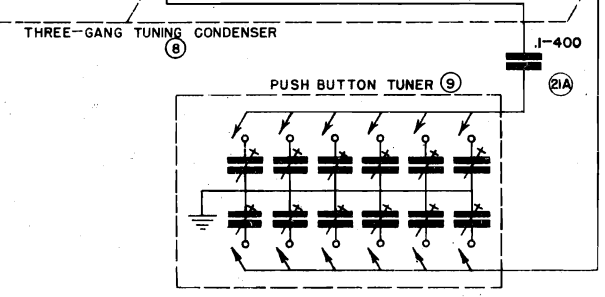 THREE-GANG TUNING CONDENSER
8
.1-400
21A
PUSH BUTTON TUNER 9